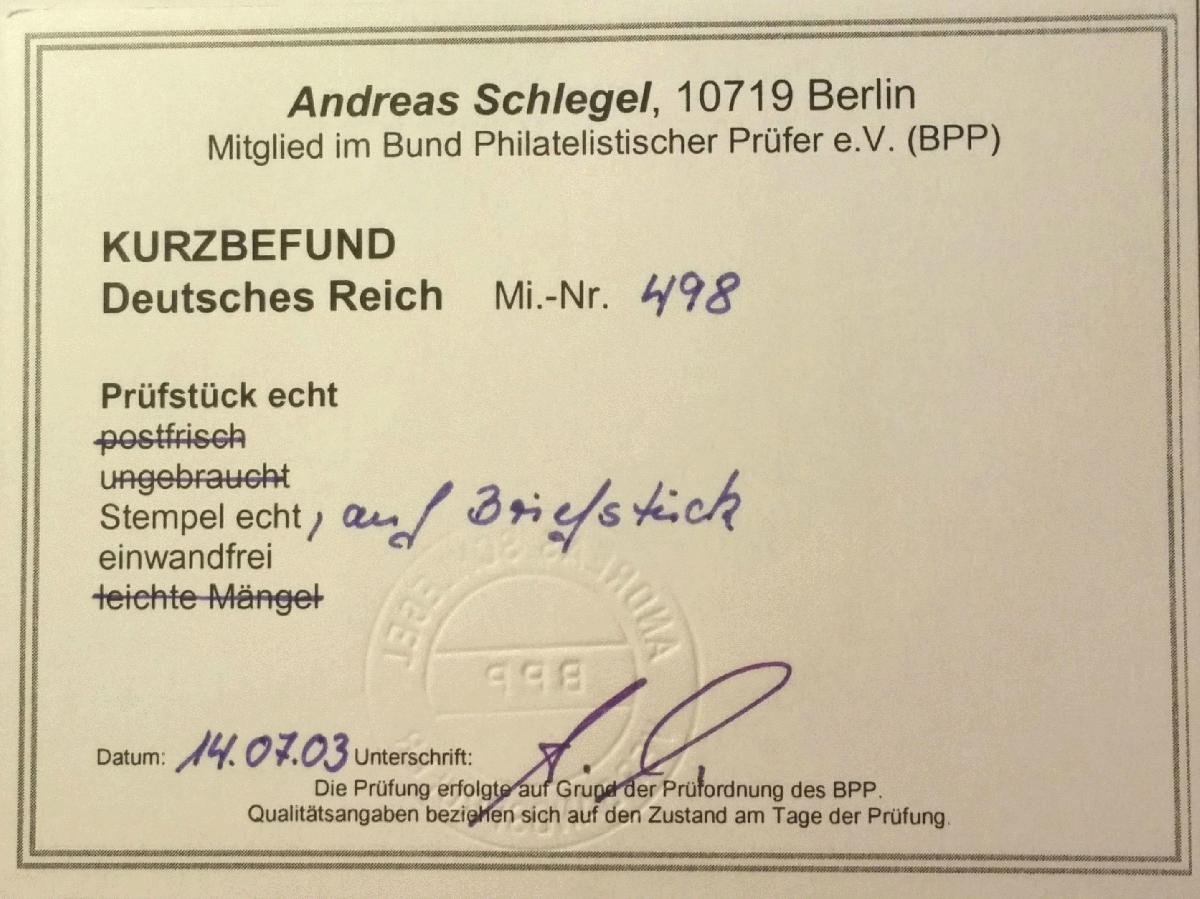 Andreas Schlegel, 10719 Berlin
Mitglied im Bund Philatelistischer Prüfer e.V. (BPP)
KURZBEFUND
Deutsches Reich Mi.-Nr. 498
Prüfstück echt
postfrisch
ungebraucht
Stempel echt, auf Briefstück
einwandfrei
leichte Mängel
BPP
Datum: 14.07.03 Unterschrift:
Die Prüfung erfolgte auf Grund der Prüfordnung des BPP.
Qualitätsangaben beziehen sich auf den Zustand am Tage der Prüfung.